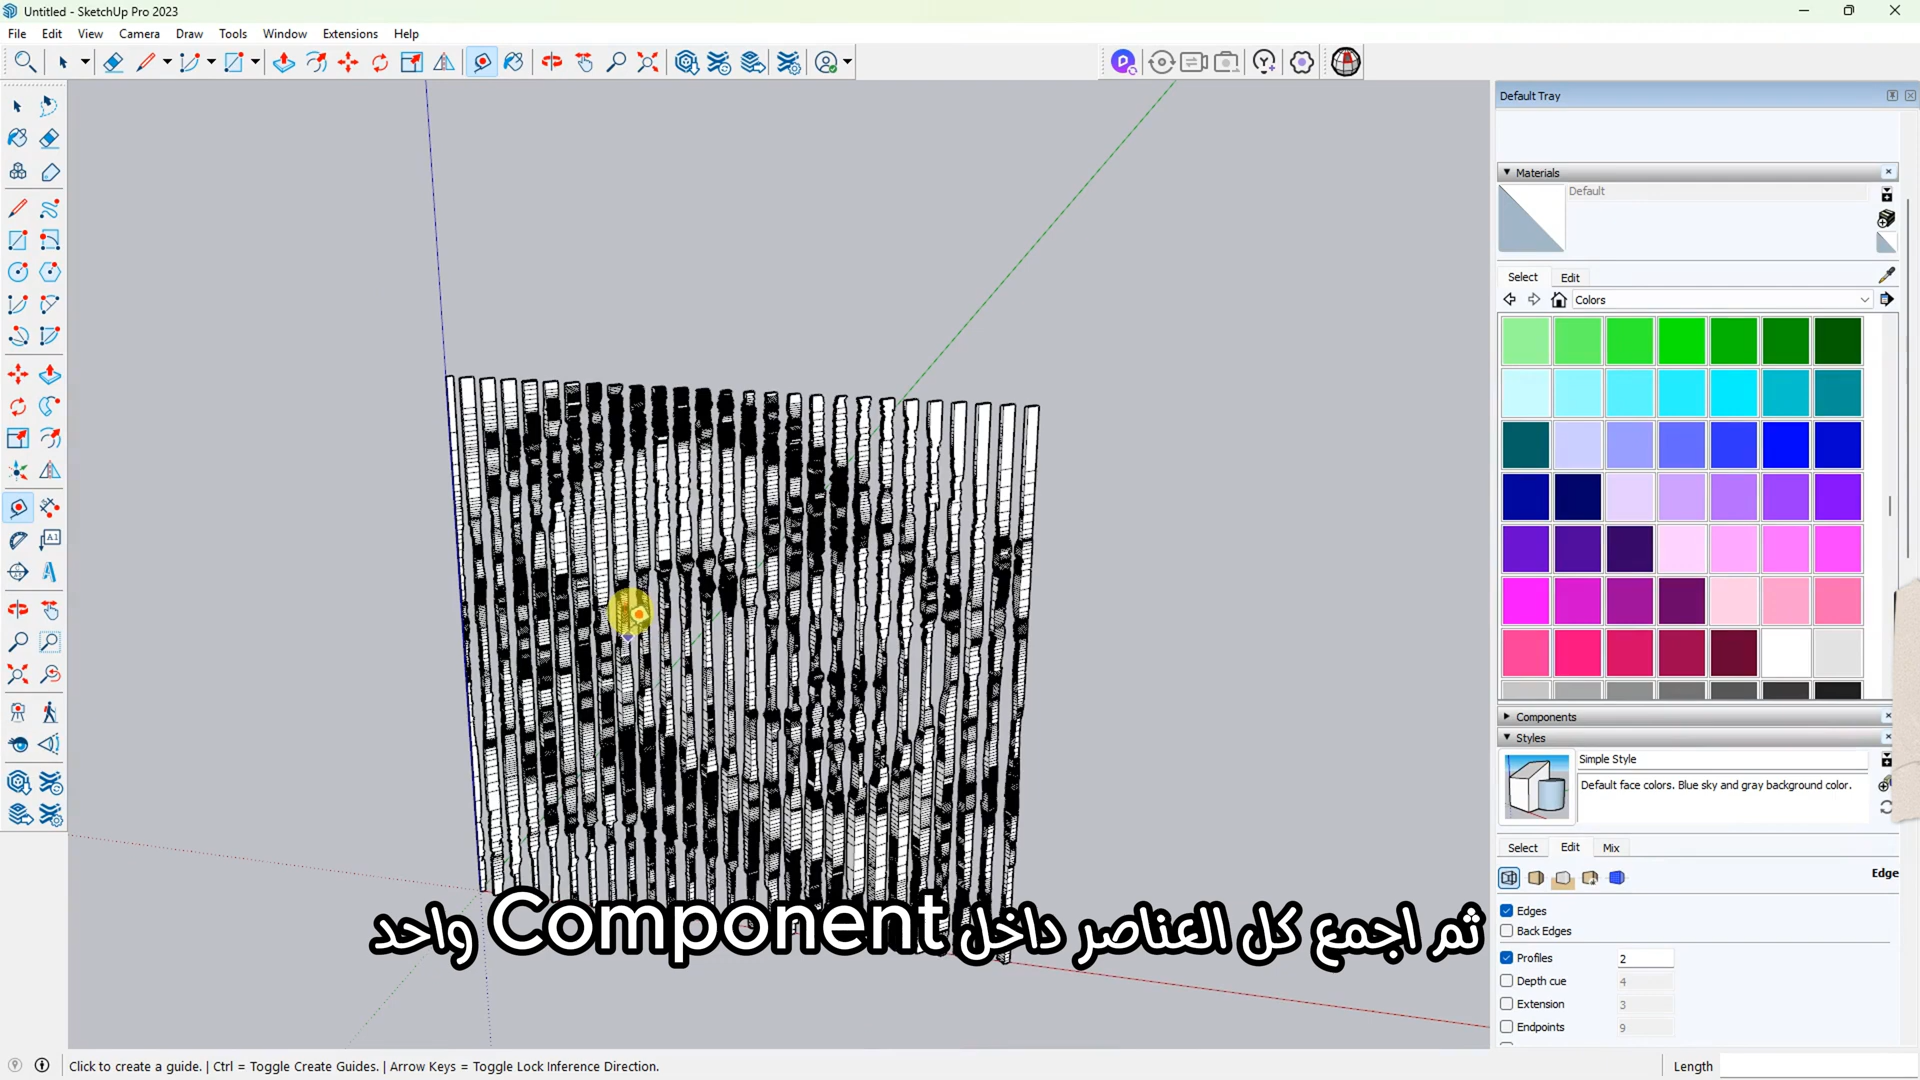 Untitled - SketchUp Pro 2023
File Edit View Camera Draw Tools Window Extensions Help
Default Tray
Materials
Default
Select Edit
Colors
Components
Styles
Simple Style
Default face colors. Blue sky and gray background color.
Select Edit Mix
Edge
Edges
Back Edges
Profiles 2
Depth cue 4
Extension 3
Endpoints 9
ثم اجمع كل العناصر داخل Component واحد
Click to create a guide. | Ctrl = Toggle Create Guides. | Arrow Keys = Toggle Lock Inference Direction.
Length